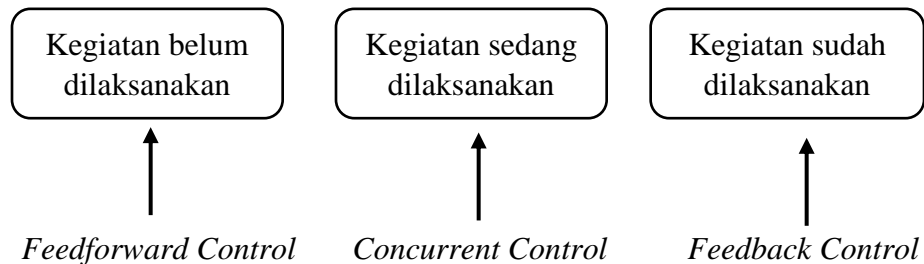 Kegiatan belum
dilaksanakan
Kegiatan sedang
dilaksanakan
Kegiatan sudah
dilaksanakan
Feedforward Control
Concurrent Control
Feedback Control